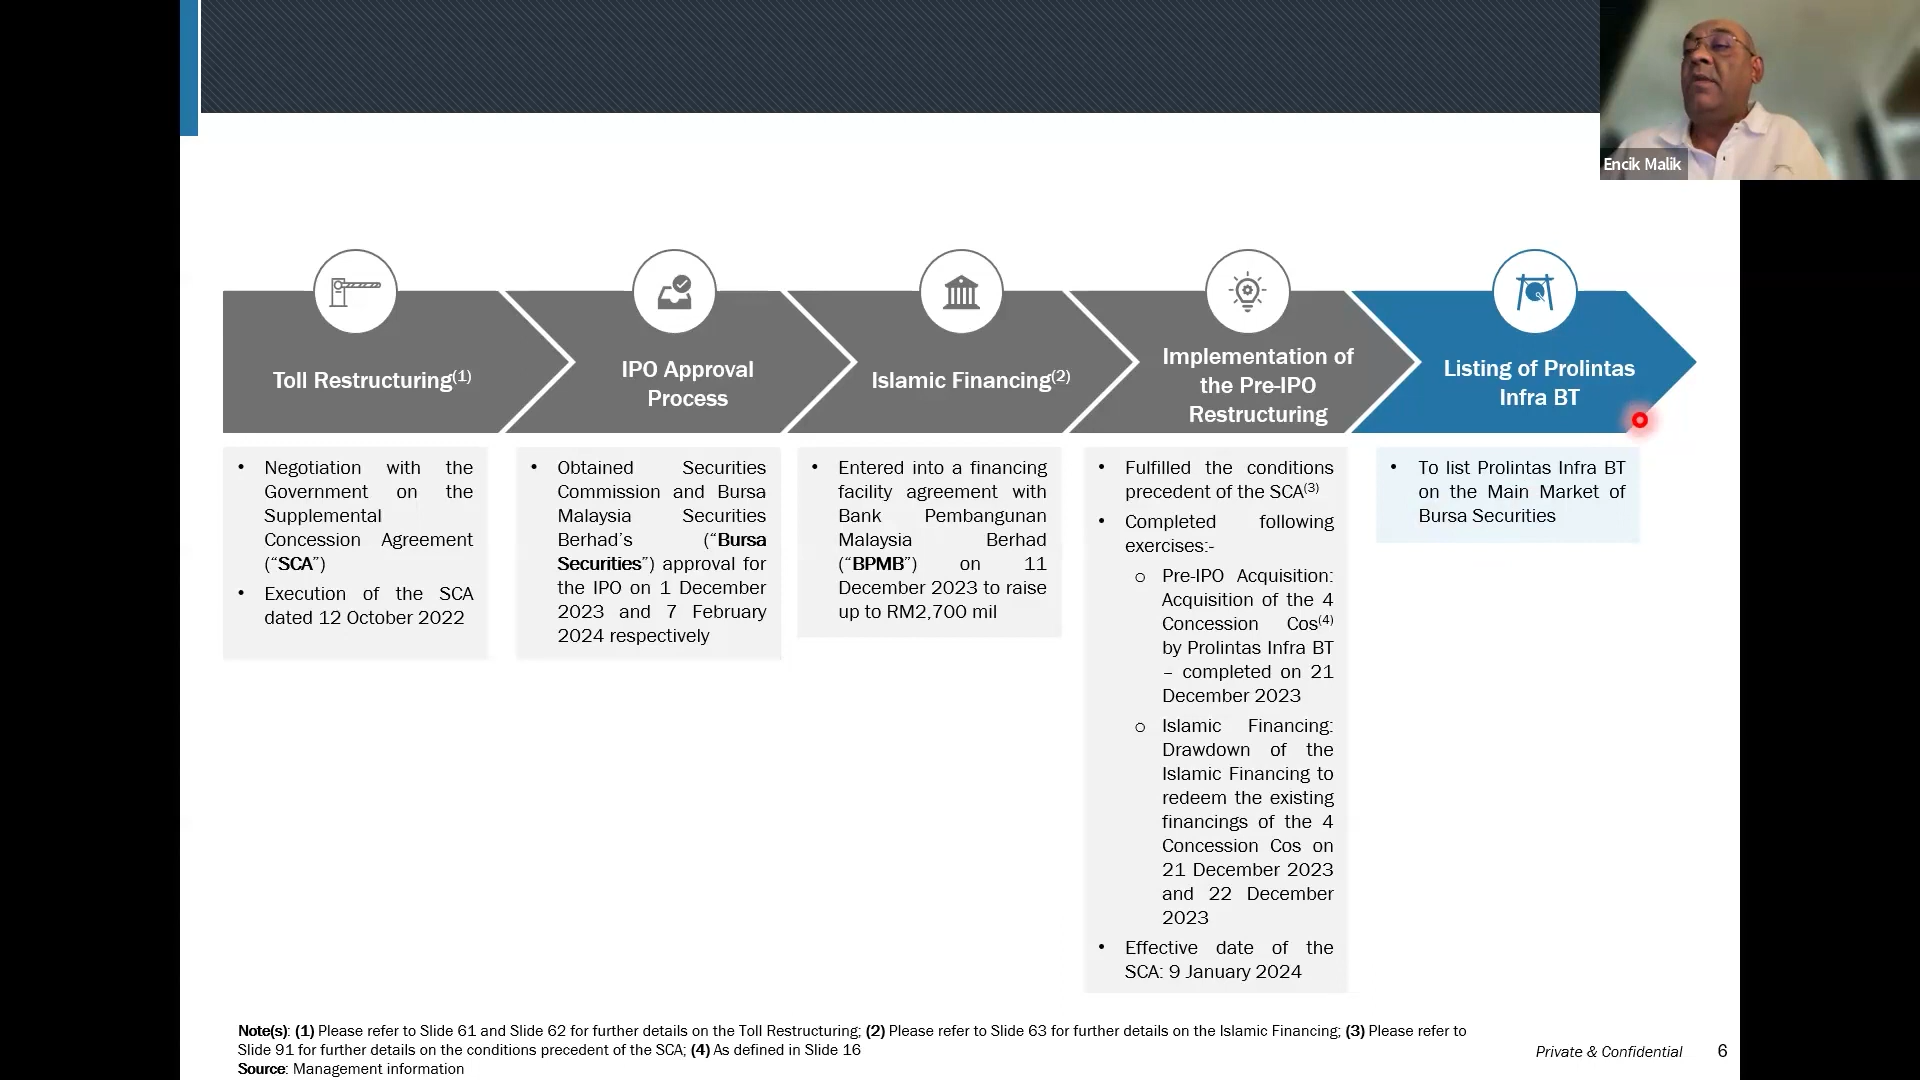 Encik Malik
Toll Restructuring(1)
IPO Approval
Process
Islamic Financing(2)
Implementation of
the Pre-IPO
Restructuring
Listing of Prolintas
Infra BT
• Negotiation with the
Government on the
Supplemental
Concession Agreement
(“SCA”)
• Execution of the SCA
dated 12 October 2022
• Obtained Securities
Commission and Bursa
Malaysia Securities
Berhad’s (“Bursa
Securities”) approval for
the IPO on 1 December
2023 and 7 February
2024 respectively
• Entered into a financing
facility agreement with
Bank Pembangunan
Malaysia Berhad
(“BPMB”) on 11
December 2023 to raise
up to RM2,700 mil
• Fulfilled the conditions
precedent of the SCA(3)
• Completed following
exercises:-
o Pre-IPO Acquisition:
Acquisition of the 4
Concession Cos(4)
by Prolintas Infra BT
– completed on 21
December 2023
o Islamic Financing:
Drawdown of the
Islamic Financing to
redeem the existing
financings of the 4
Concession Cos on
21 December 2023
and 22 December
2023
• Effective date of the
SCA: 9 January 2024
• To list Prolintas Infra BT
on the Main Market of
Bursa Securities
Note(s): (1) Please refer to Slide 61 and Slide 62 for further details on the Toll Restructuring; (2) Please refer to Slide 63 for further details on the Islamic Financing; (3) Please refer to
Slide 91 for further details on the conditions precedent of the SCA; (4) As defined in Slide 16
Source: Management information
Private & Confidential 6